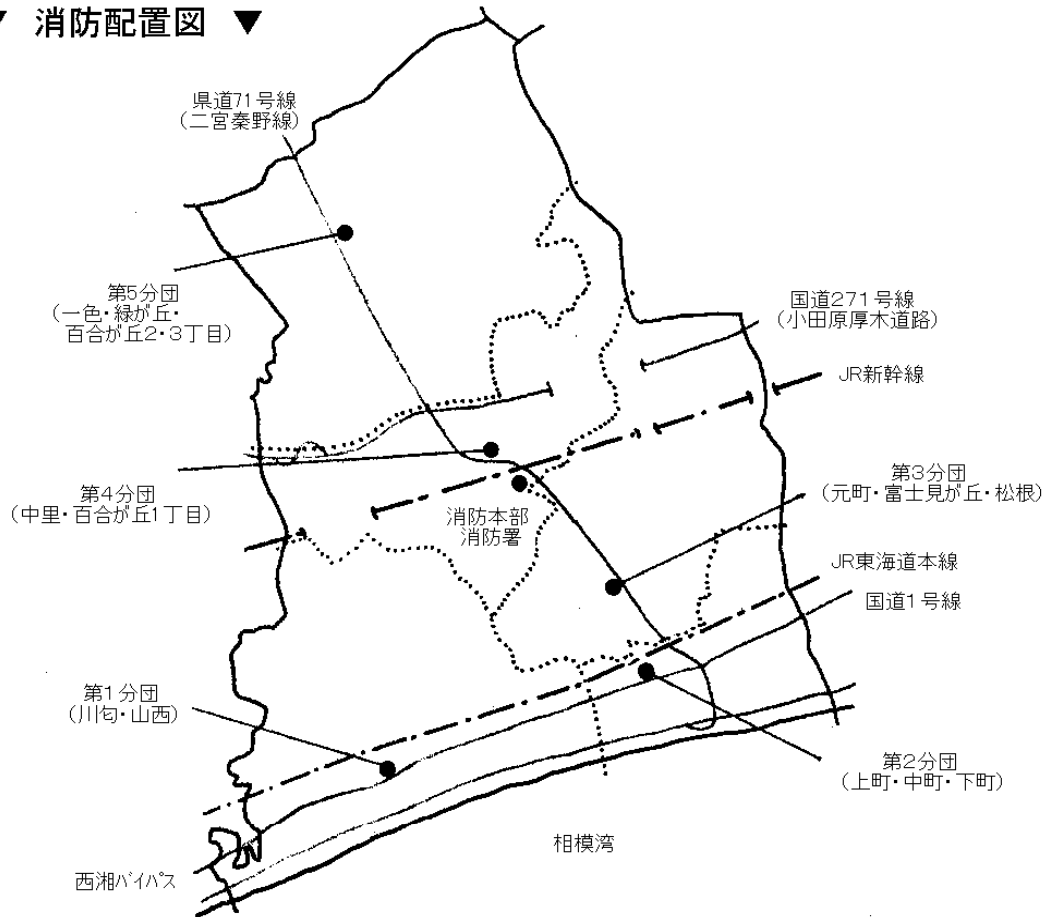 ▼ 消防配置図 ▼
県道71号線
（二宮秦野線）
第5分団
（一色・緑が丘・
百合が丘2・3丁目）
国道271号線
（小田原厚木道路）
JR新幹線
第4分団
（中里・百合が丘1丁目）
消防本部
消防署
第3分団
（元町・富士見が丘・松根）
JR東海道本線
国道1号線
第1分団
（川匂・山西）
第2分団
（上町・中町・下町）
相模湾
西湘バイパス